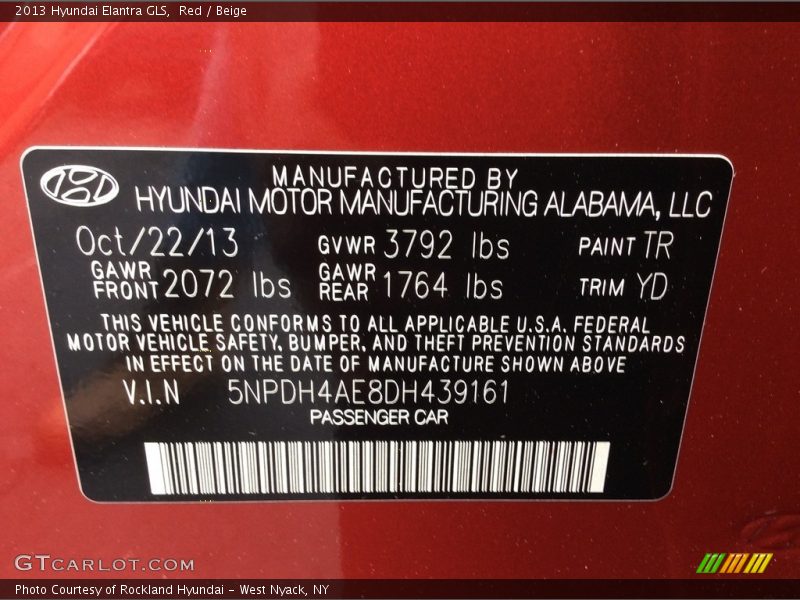 2013 Hyundai Elantra GLS, Red / Beige
MANUFACTURED BY
HYUNDAI MOTOR MANUFACTURING ALABAMA, LLC
Oct/22/13 GVWR 3792 lbs PAINT TR
GAWR FRONT 2072 lbs GAWR REAR 1764 lbs TRIM YD
THIS VEHICLE CONFORMS TO ALL APPLICABLE U.S.A. FEDERAL
MOTOR VEHICLE SAFETY, BUMPER, AND THEFT PREVENTION STANDARDS
IN EFFECT ON THE DATE OF MANUFACTURE SHOWN ABOVE
V.I.N 5NPDH4AE8DH439161
PASSENGER CAR
GTCARLOT.COM
Photo Courtesy of Rockland Hyundai - West Nyack, NY